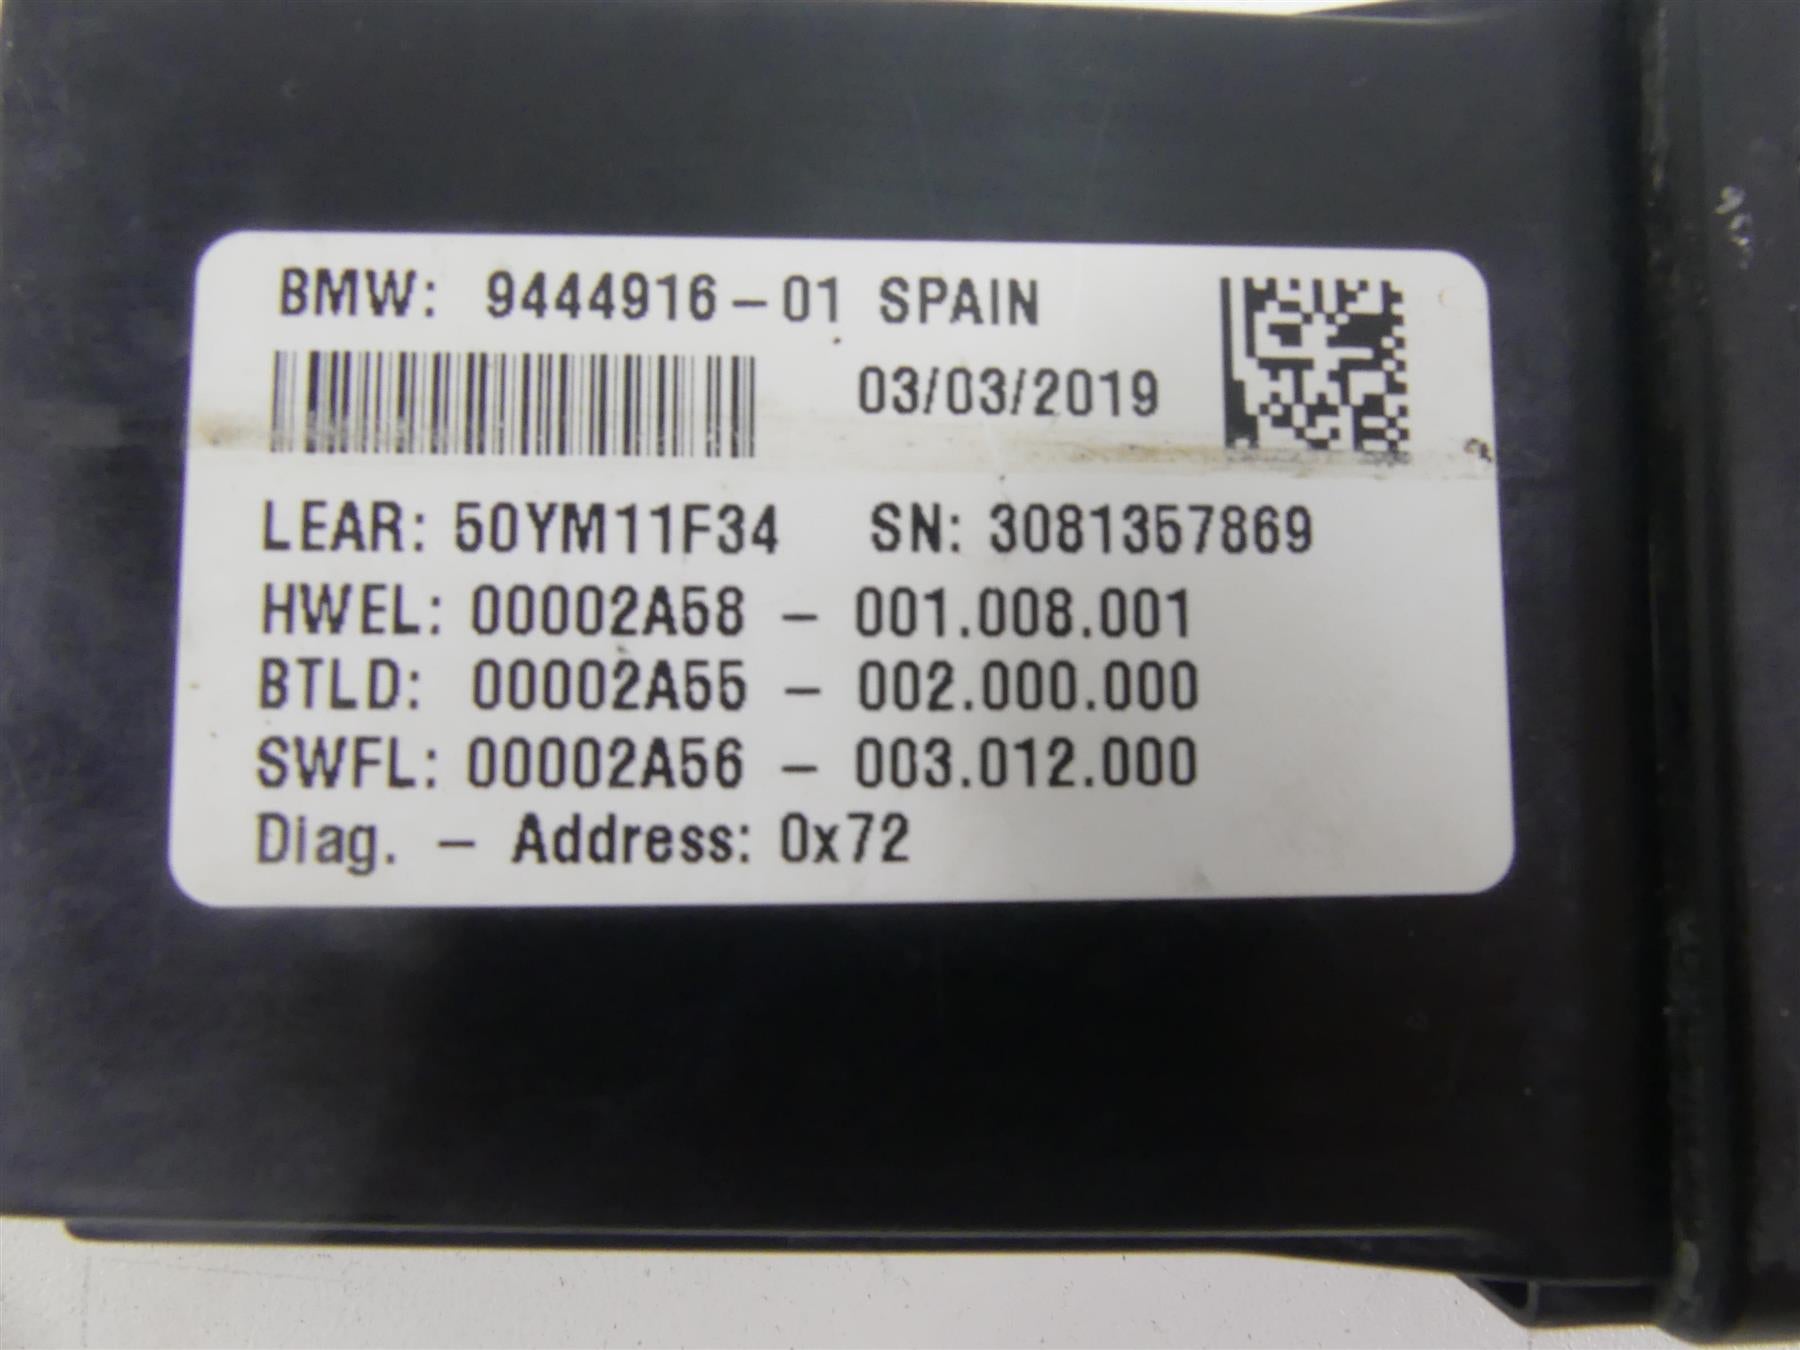 BMW: 9444916-01 SPAIN
03/03/2019
LEAR: 50YM11F34 SN: 3081357869
HWEL: 00002A58 - 001.008.001
BTLD: 00002A55 - 002.000.000
SWFL: 00002A56 - 003.012.000
Diag. - Address: 0x72